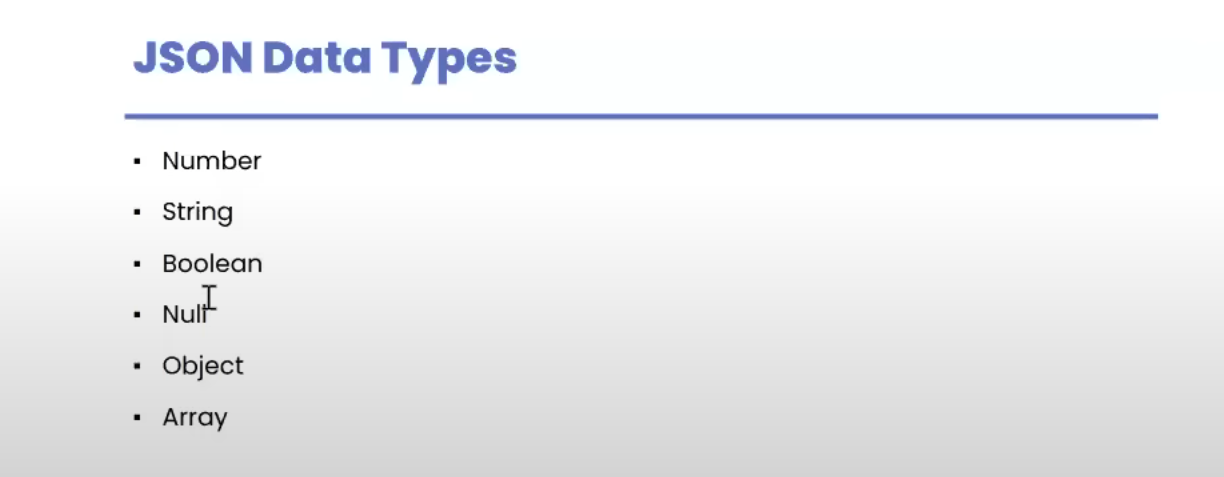 JSON Data Types
▪ Number
▪ String
▪ Boolean
▪ Null
▪ Object
▪ Array